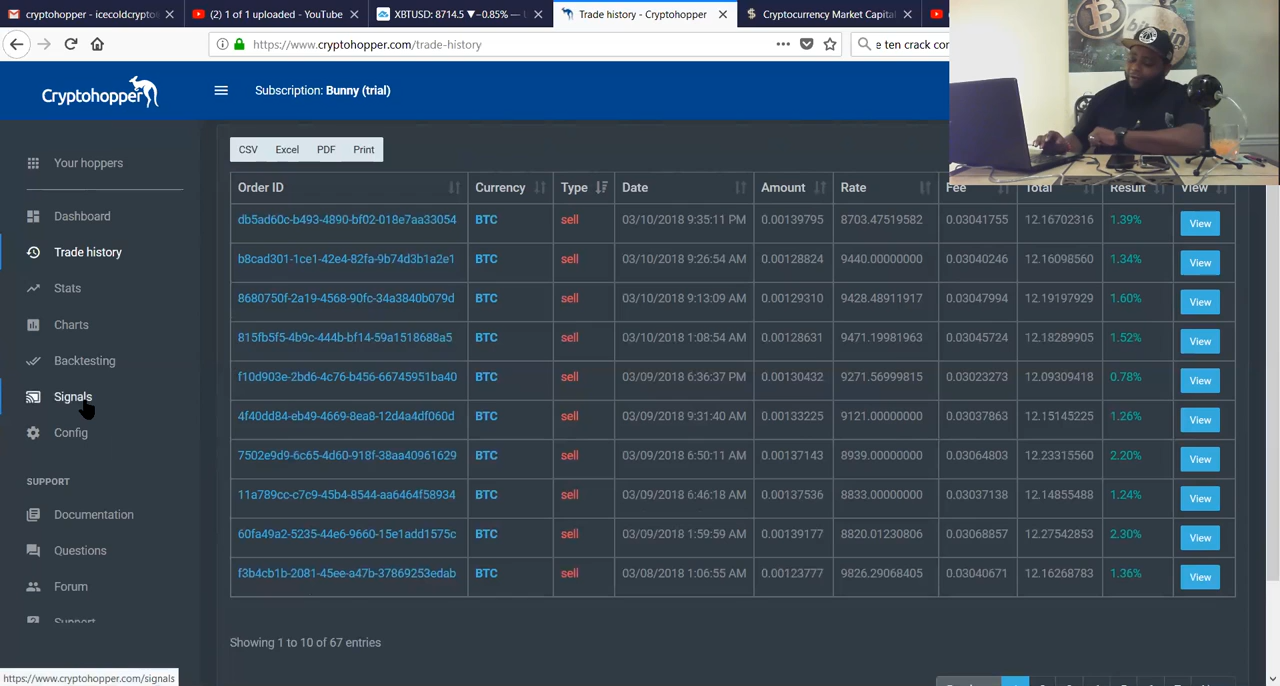 cryptohopper - icecoldcrypto
(2) 1 of 1 uploaded - YouTube
XBTUSD: 8714.5 ▼−0.85% —
Trade history - Cryptohopper
Cryptocurrency Market Capital
https://www.cryptohopper.com/trade-history
e ten crack cor
Cryptohopper
Subscription: Bunny (trial)
Your hoppers
Dashboard
Trade history
Stats
Charts
Backtesting
Signals
Config
SUPPORT
Documentation
Questions
Forum
Support
CSV Excel PDF Print
Order ID Currency Type Date Amount Rate Fee Total Result View
db5ad60c-b493-4890-bf02-018e7aa33054 BTC sell 03/10/2018 9:35:11 PM 0.00139795 8703.47519582 0.03041755 12.16702316 1.39% View
b8cad301-1ce1-42e4-82fa-9b74d3b1a2e1 BTC sell 03/10/2018 9:26:54 AM 0.00128824 9440.00000000 0.03040246 12.16098560 1.34% View
8680750f-2a19-4568-90fc-34a3840b079d BTC sell 03/10/2018 9:13:09 AM 0.00129310 9428.48911917 0.03047994 12.19197929 1.60% View
815fb5f5-4b9c-444b-bf14-59a1518688a5 BTC sell 03/10/2018 1:08:54 AM 0.00128631 9471.19981963 0.03045724 12.18289905 1.52% View
f10d903e-2bd6-4c76-b456-66745951ba40 BTC sell 03/09/2018 6:36:37 PM 0.00130432 9271.56999815 0.03023273 12.09309418 0.78% View
4f40dd84-eb49-4669-8ea8-12d4a4df060d BTC sell 03/09/2018 9:31:40 AM 0.00133225 9121.00000000 0.03037863 12.15145225 1.26% View
7502e9d9-6c65-4d60-918f-38aa40961629 BTC sell 03/09/2018 6:50:11 AM 0.00137143 8939.00000000 0.03064803 12.23315560 2.20% View
11a789cc-c7c9-45b4-8544-aa6464f58934 BTC sell 03/09/2018 6:46:18 AM 0.00137536 8833.00000000 0.03037138 12.14855488 1.24% View
60fa49a2-5235-44e6-9660-15e1add1575c BTC sell 03/09/2018 1:59:59 AM 0.00139177 8820.01230806 0.03068857 12.27542853 2.30% View
f3b4cb1b-2081-45ee-a47b-37869253edab BTC sell 03/08/2018 1:06:55 AM 0.00123777 9826.29068405 0.03040671 12.16268783 1.36% View
Showing 1 to 10 of 67 entries
https://www.cryptohopper.com/signals